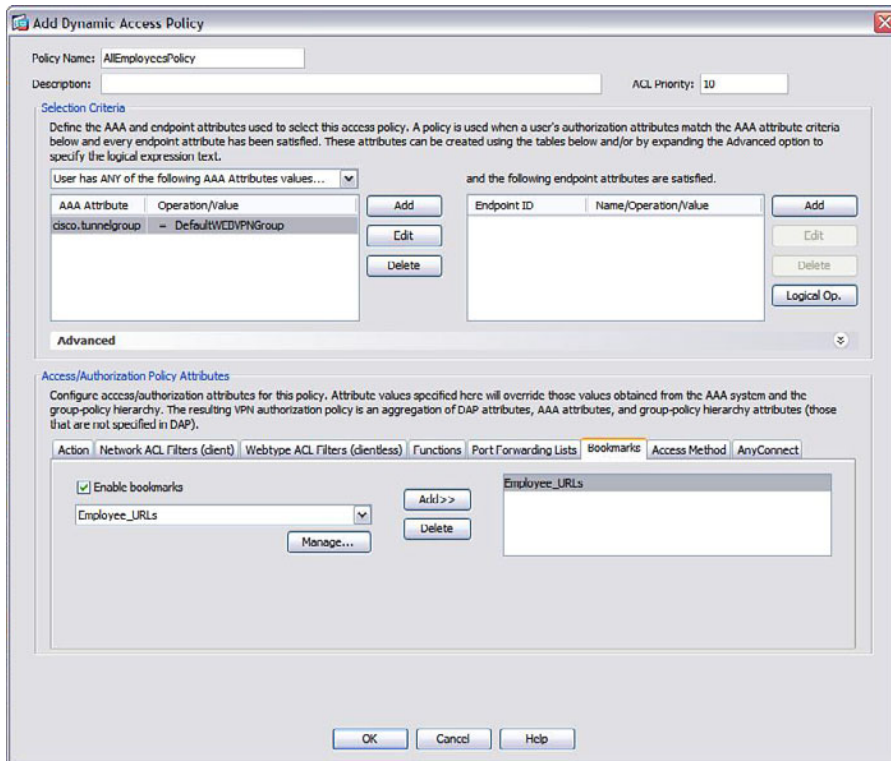 Add Dynamic Access Policy
Policy Name: AllEmployeesPolicy
Description:
ACL Priority: 10
Selection Criteria
Define the AAA and endpoint attributes used to select this access policy. A policy is used when a user's authorization attributes match the AAA attribute criteria
below and every endpoint attribute has been satisfied. These attributes can be created using the tables below and/or by expanding the Advanced option to
specify the logical expression text.
User has ANY of the following AAA Attributes values...
and the following endpoint attributes are satisfied.
AAA Attribute Operation/Value
cisco.tunnelgroup = DefaultWEBVPNGroup
Add
Edit
Delete
Endpoint ID Name/Operation/Value
Add
Edit
Delete
Logical Op.
Advanced
Access/Authorization Policy Attributes
Configure access/authorization attributes for this policy. Attribute values specified here will override those values obtained from the AAA system and the
group-policy hierarchy. The resulting VPN authorization policy is an aggregation of DAP attributes, AAA attributes, and group-policy hierarchy attributes (those
that are not specified in DAP).
Action Network ACL Filters (client) Webtype ACL Filters (clientless) Functions Port Forwarding Lists Bookmarks Access Method AnyConnect
Enable bookmarks
Employee_URLs
Manage...
Add>>
Delete
Employee_URLs
OK Cancel Help